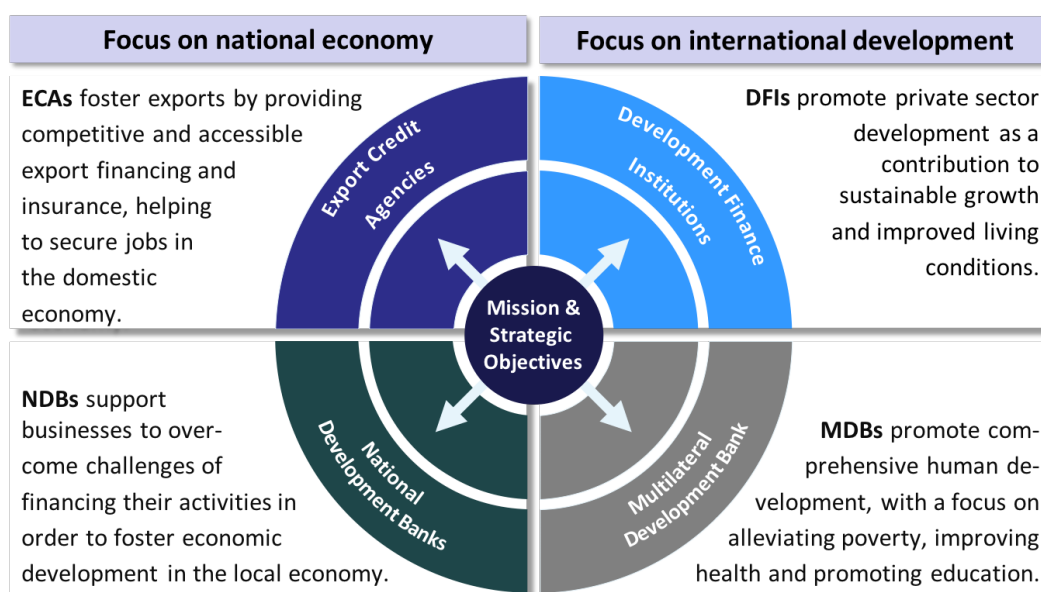 Focus on national economy
Focus on international development
ECAs foster exports by providing
competitive and accessible
export financing and
insurance, helping
to secure jobs in
the domestic
economy.
Export Credit
Agencies
Development Finance
Institutions
DFIs promote private sector
development as a
contribution to
sustainable growth
and improved living
conditions.
Mission &
Strategic
Objectives
NDBs support
businesses to over-
come challenges of
financing their activities in
order to foster economic
development in the local economy.
National
Development Banks
Multilateral
Development Bank
MDBs promote com-
prehensive human de-
velopment, with a focus on
alleviating poverty, improving
health and promoting education.